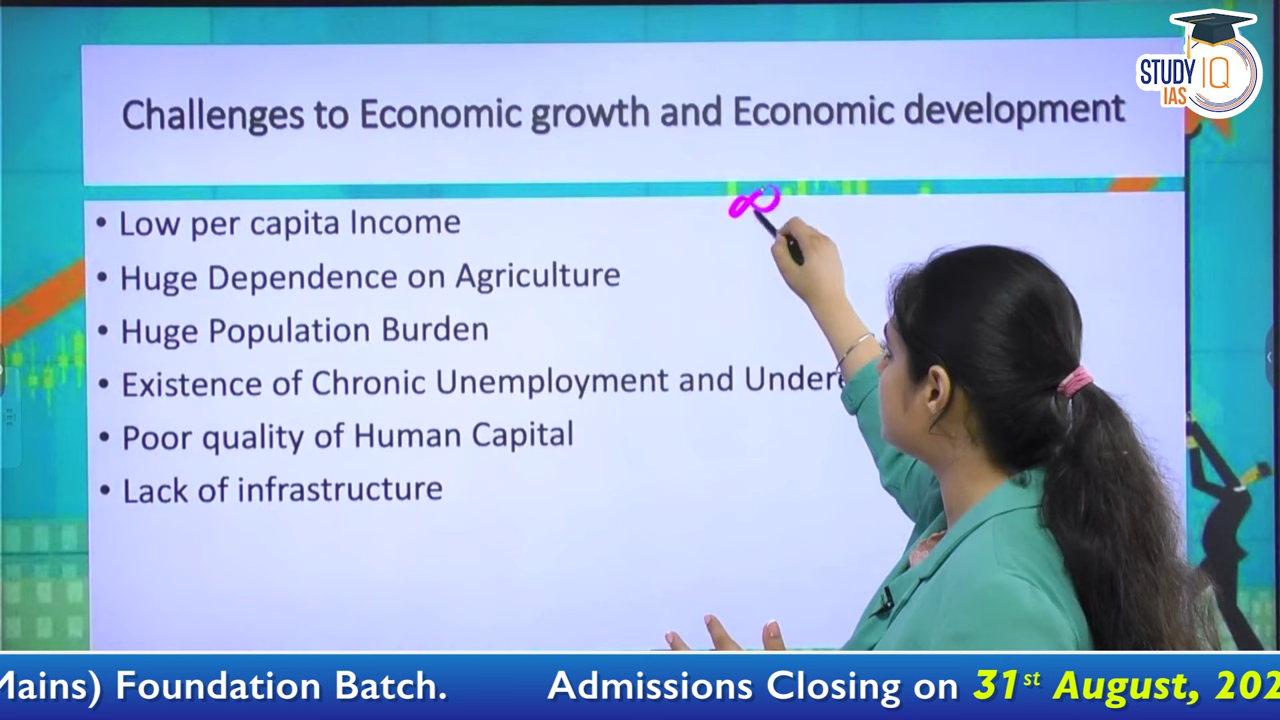 STUDY IQ
IAS
Challenges to Economic growth and Economic development
• Low per capita Income
• Huge Dependence on Agriculture
• Huge Population Burden
• Existence of Chronic Unemployment and Under
• Poor quality of Human Capital
• Lack of infrastructure
Mains) Foundation Batch. Admissions Closing on 31st August, 202